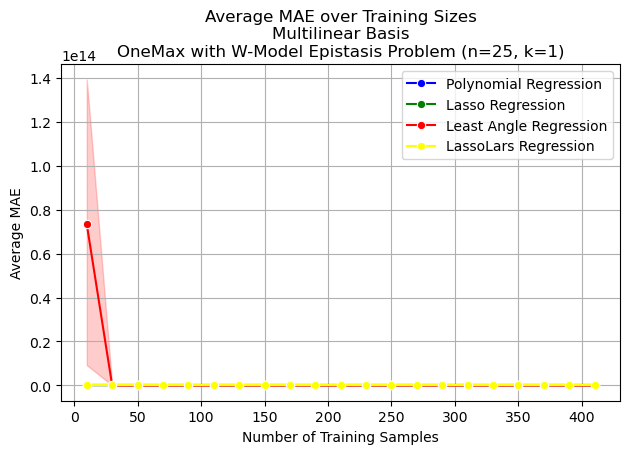 Average MAE over Training Sizes
Multilinear Basis
OneMax with W-Model Epistasis Problem (n=25, k=1)
1e14
1.4
1.2
1.0
0.8
0.6
0.4
0.2
0.0
Average MAE
Polynomial Regression
Lasso Regression
Least Angle Regression
LassoLars Regression
0
50
100
150
200
250
300
350
400
Number of Training Samples